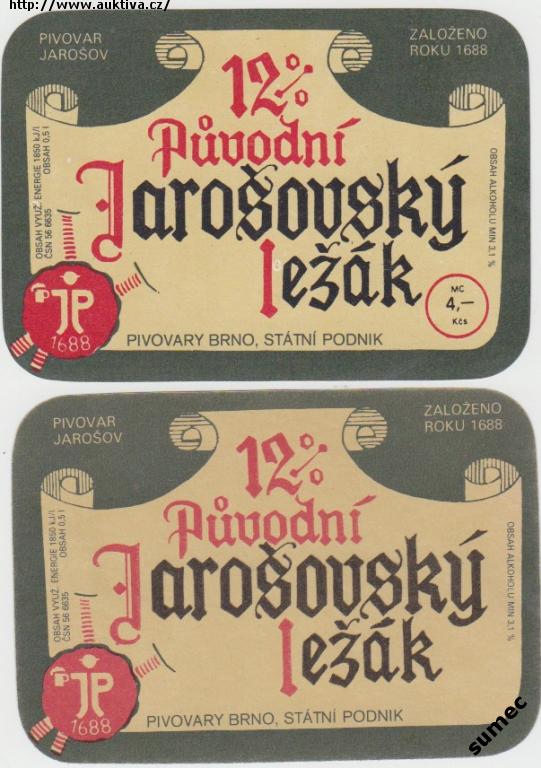 http://www.auktiva.cz/
PIVOVAR
JAROŠOV
ZALOŽENO
ROKU 1688
12%
Původní
Jarošovský
ležák
OBSAH VYUŽ. ENERGIE 1850 kJ/l
OBSAH 0,5 l
ČSN 56 6635
OBSAH ALKOHOLU MIN 3,1 %
MC
4,–
Kčs
JP
1688
PIVOVARY BRNO, STÁTNÍ PODNIK
PIVOVAR
JAROŠOV
ZALOŽENO
ROKU 1688
12%
Původní
Jarošovský
ležák
OBSAH VYUŽ. ENERGIE 1850 kJ/l
OBSAH 0,5 l
ČSN 56 6635
OBSAH ALKOHOLU MIN 3,1 %
JP
1688
PIVOVARY BRNO, STÁTNÍ PODNIK
sumec